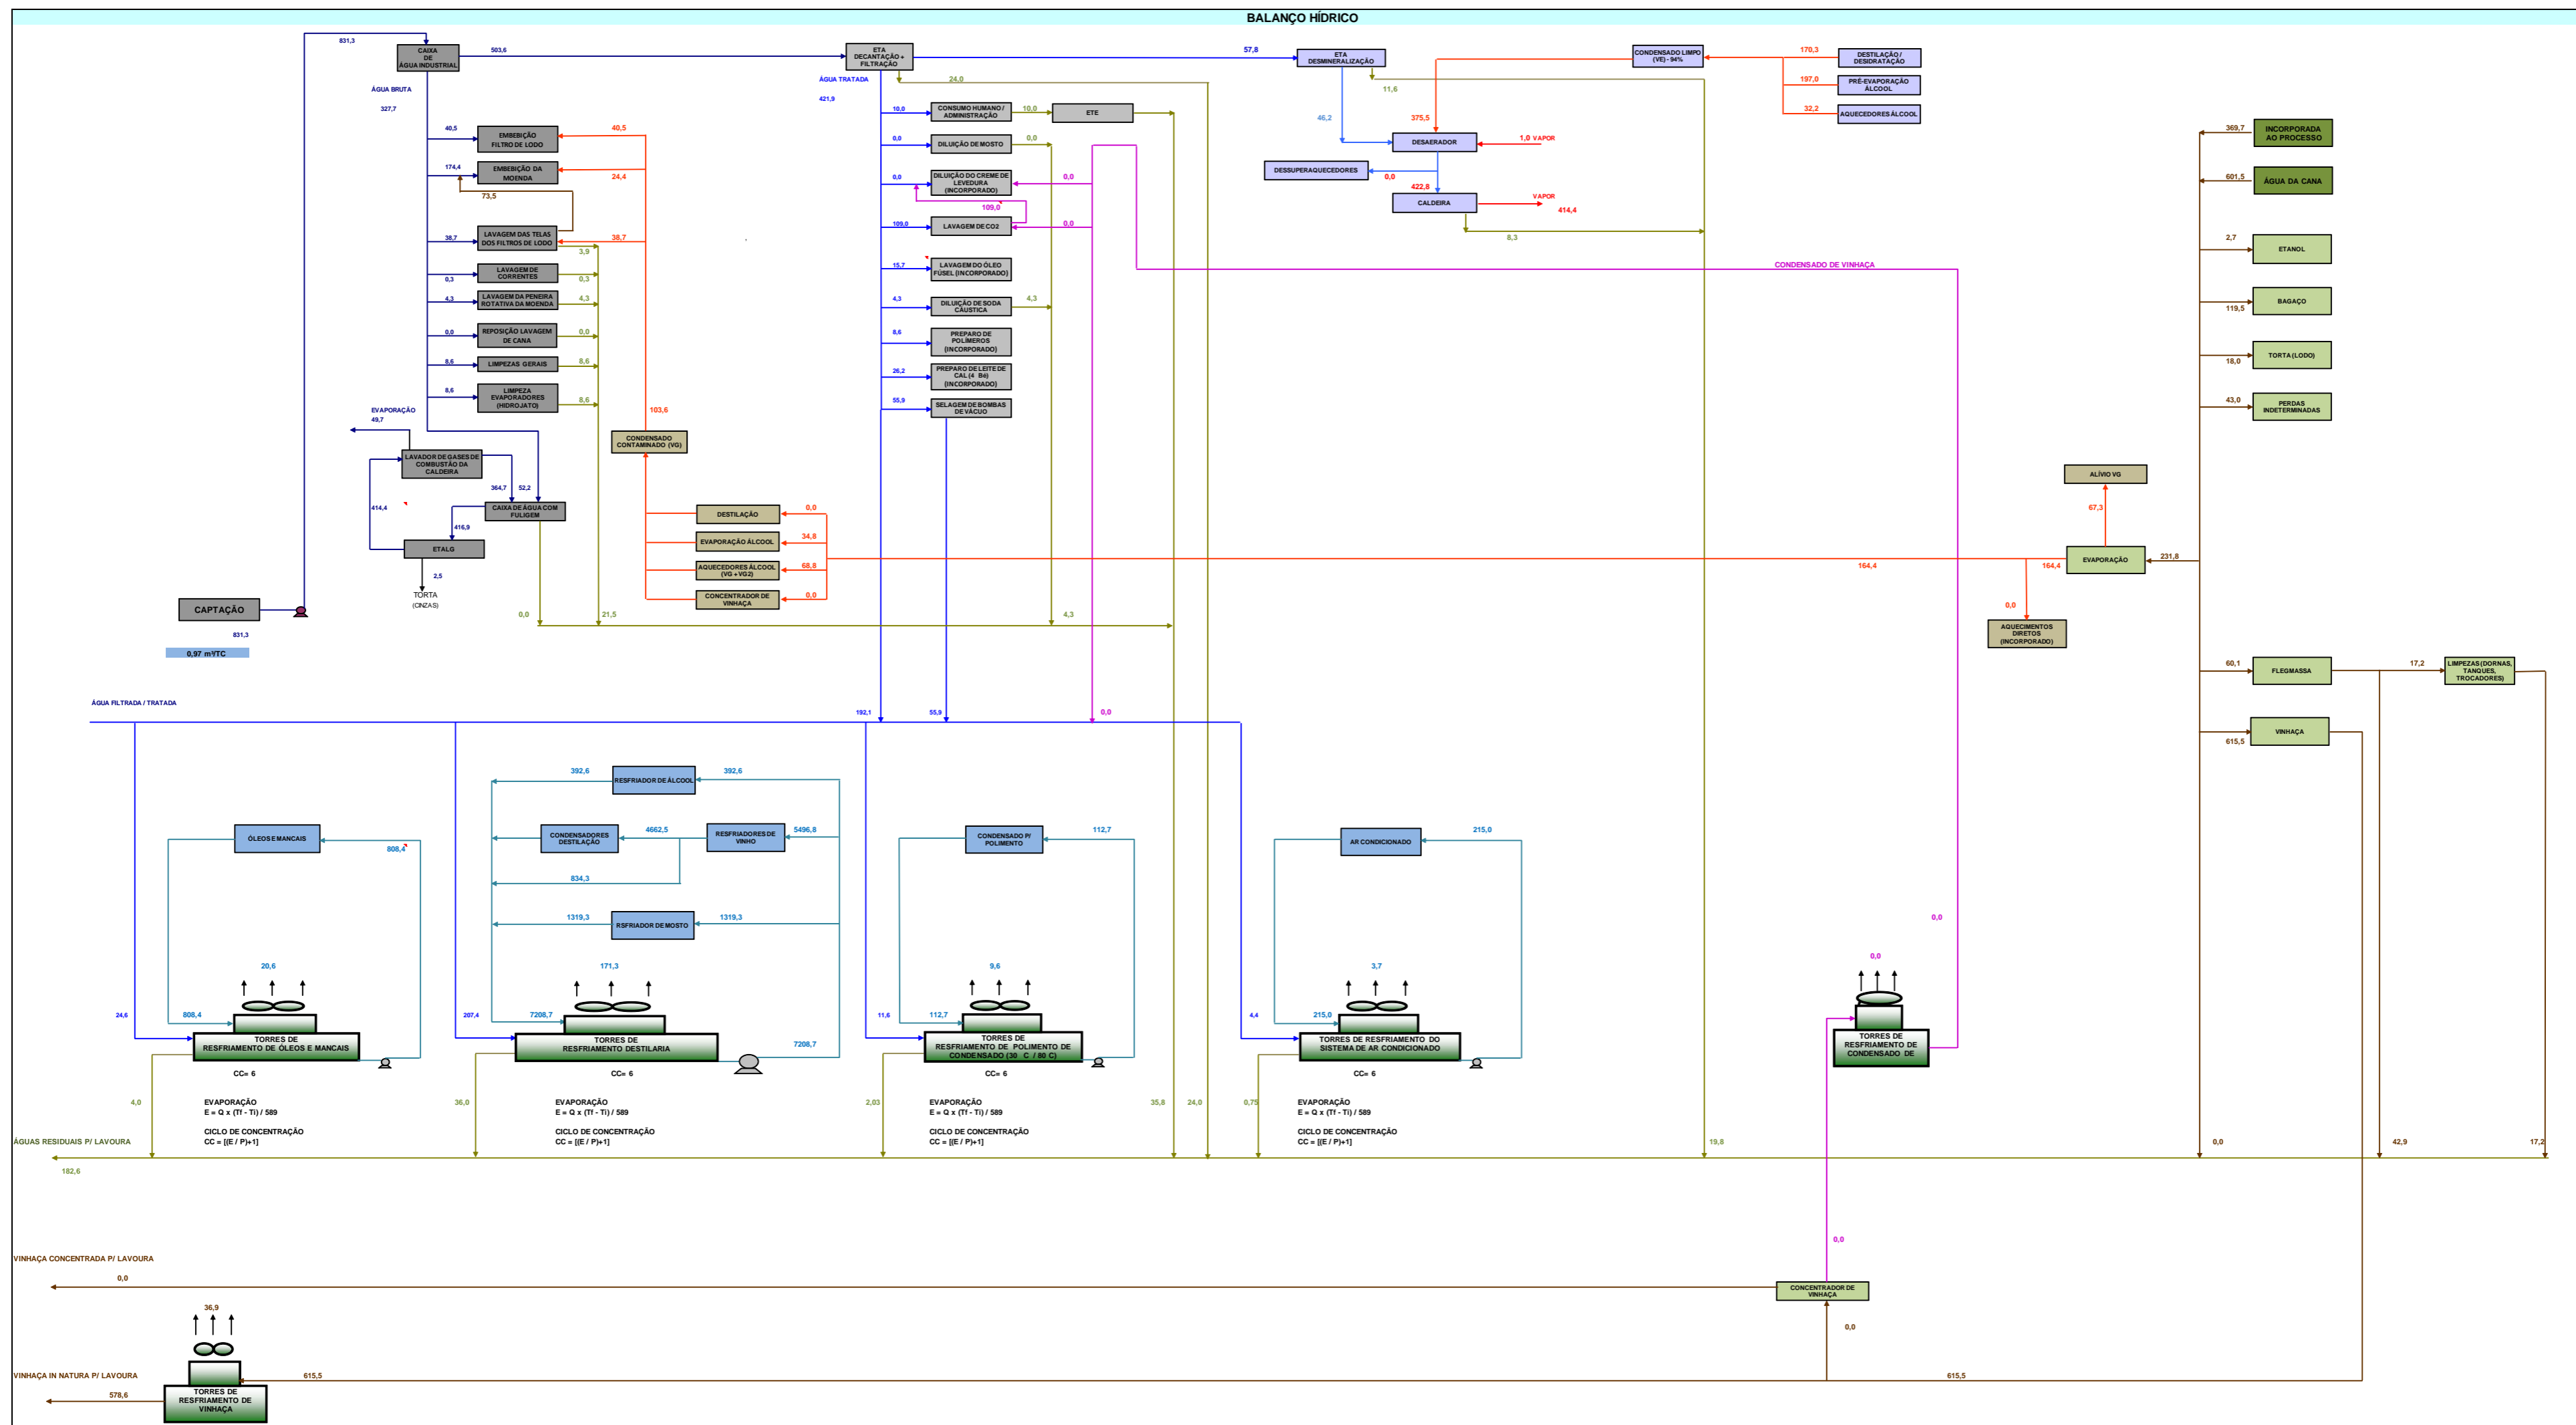 BALANÇO HÍDRICO
831,3
CAIXA
DE
ÁGUA INDUSTRIAL
503,6
ETA
DECANTAÇÃO +
FILTRAÇÃO
57,8
ETA
DESMINERALIZAÇÃO
CONDENSADO LIMPO
(VE) - 94%
170,3
DESTILAÇÃO /
DESIDRATAÇÃO
197,0
PRÉ-EVAPORAÇÃO
ÁLCOOL
32,2
AQUECEDORES ÁLCOOL
ÁGUA BRUTA
327,7
ÁGUA TRATADA
421,9
24,0
11,6
46,2
375,5
DESAERADOR
1,0 VAPOR
DESSUPERAQUECEDORES
0,0
422,8
CALDEIRA
VAPOR
414,4
8,3
40,5
EMBEBIÇÃO
FILTRO DE LODO
40,5
174,4
EMBEBIÇÃO DA
MOENDA
24,4
73,5
38,7
LAVAGEM DAS TELAS
DOS FILTROS DE LODO
38,7
3,9
0,3
LAVAGEM DE
CORRENTES
0,3
4,3
LAVAGEM DA PENEIRA
ROTATIVA DA MOENDA
4,3
0,0
REPOSIÇÃO LAVAGEM
DE CANA
0,0
8,6
LIMPEZAS GERAIS
8,6
8,6
LIMPEZA
EVAPORADORES
(HIDROJATO)
8,6
10,0
CONSUMO HUMANO /
ADMINISTRAÇÃO
10,0
ETE
0,0
DILUIÇÃO DE MOSTO
0,0
0,0
DILUIÇÃO DO CREME DE
LEVEDURA
(INCORPORADO)
0,0
109,0
109,0
LAVAGEM DE CO2
0,0
15,7
LAVAGEM DO ÓLEO
FÚSEL (INCORPORADO)
4,3
DILUIÇÃO DE SODA
CÁUSTICA
4,3
8,6
PREPARO DE
POLÍMEROS
(INCORPORADO)
26,2
PREPARO DE LEITE DE
CAL (4 Bé)
(INCORPORADO)
55,9
SELAGEM DE BOMBAS
DE VÁCUO
CONDENSADO DE VINHAÇA
369,7
INCORPORADA
AO PROCESSO
601,5
ÁGUA DA CANA
2,7
ETANOL
119,5
BAGAÇO
18,0
TORTA (LODO)
43,0
PERDAS
INDETERMINADAS
EVAPORAÇÃO
49,7
LAVADOR DE GASES DE
COMBUSTÃO DA
CALDEIRA
364,7
52,2
414,4
CAIXA DE ÁGUA COM
FULIGEM
416,9
ETALG
2,5
TORTA
(CINZAS)
103,6
CONDENSADO
CONTAMINADO (VG)
DESTILAÇÃO
0,0
EVAPORAÇÃO ÁLCOOL
34,8
AQUECEDORES ÁLCOOL
(VG + VG2)
68,8
CONCENTRADOR DE
VINHAÇA
0,0
0,0
21,5
4,3
ALÍVIO VG
67,3
EVAPORAÇÃO
231,8
164,4
164,4
0,0
AQUECIMENTOS
DIRETOS
(INCORPORADO)
CAPTAÇÃO
831,3
0,97 m³/TC
60,1
FLEGMASSA
17,2
LIMPEZAS (DORNAS,
TANQUES,
TROCADORES)
615,5
VINHAÇA
ÁGUA FILTRADA / TRATADA
192,1
55,9
0,0
ÓLEOS E MANCAIS
808,4
20,6
24,6
808,4
TORRES DE
RESFRIAMENTO DE ÓLEOS E MANCAIS
CC= 6
4,0
EVAPORAÇÃO
E = Q x (Tf - Ti) / 589
CICLO DE CONCENTRAÇÃO
CC = [(E / P)+1]
392,6
RESFRIADOR DE ÁLCOOL
392,6
CONDENSADORES
DESTILAÇÃO
4662,5
RESFRIADORES DE
VINHO
5496,8
834,3
1319,3
RSFRIADOR DE MOSTO
1319,3
171,3
207,4
7208,7
TORRES DE
RESFRIAMENTO DESTILARIA
7208,7
CC= 6
36,0
EVAPORAÇÃO
E = Q x (Tf - Ti) / 589
CICLO DE CONCENTRAÇÃO
CC = [(E / P)+1]
CONDENSADO P/
POLIMENTO
112,7
9,6
11,6
112,7
TORRES DE
RESFRIAMENTO DE POLIMENTO DE
CONDENSADO (30 C / 80 C)
CC= 6
2,03
EVAPORAÇÃO
E = Q x (Tf - Ti) / 589
CICLO DE CONCENTRAÇÃO
CC = [(E / P)+1]
35,8
24,0
AR CONDICIONADO
215,0
3,7
4,4
215,0
TORRES DE RESFRIAMENTO DO
SISTEMA DE AR CONDICIONADO
CC= 6
0,75
EVAPORAÇÃO
E = Q x (Tf - Ti) / 589
CICLO DE CONCENTRAÇÃO
CC = [(E / P)+1]
19,8
0,0
0,0
TORRES DE
RESFRIAMENTO DE
CONDENSADO DE
0,0
42,9
17,2
ÁGUAS RESIDUAIS P/ LAVOURA
182,6
VINHAÇA CONCENTRADA P/ LAVOURA
0,0
0,0
CONCENTRADOR DE
VINHAÇA
0,0
36,9
VINHAÇA IN NATURA P/ LAVOURA
578,6
TORRES DE
RESFRIAMENTO DE
VINHAÇA
615,5
615,5